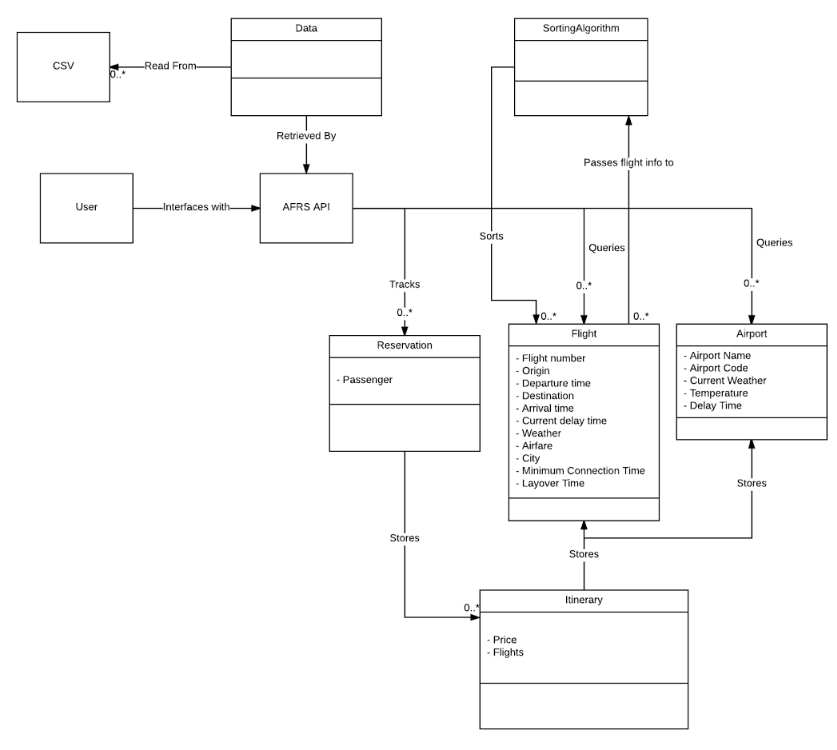 Data
SortingAlgorithm
CSV
Read From
0..*
Retrieved By
Passes flight info to
User
Interfaces with
AFRS API
Sorts
Queries
Queries
Tracks
0..*
0..*
0..*
0..*
0..*
Reservation
- Passenger
Flight
- Flight number
- Origin
- Departure time
- Destination
- Arrival time
- Current delay time
- Weather
- Airfare
- City
- Minimum Connection Time
- Layover Time
Airport
- Airport Name
- Airport Code
- Current Weather
- Temperature
- Delay Time
Stores
Stores
Stores
0..*
Itinerary
- Price
- Flights